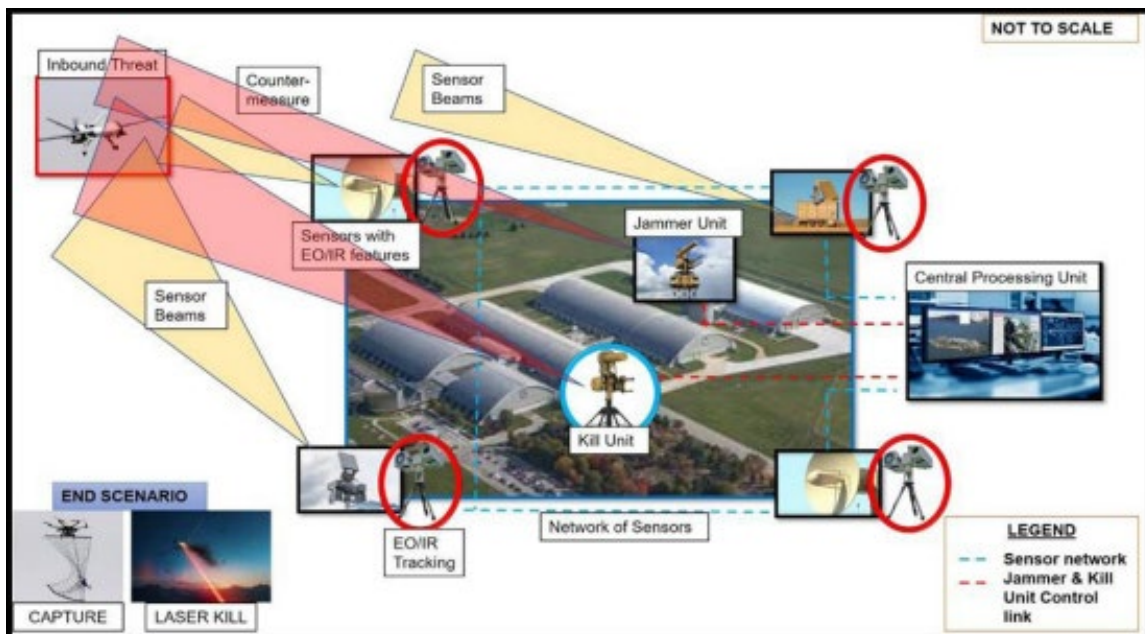 NOT TO SCALE
Inbound Threat
Counter-
measure
Sensor
Beams
Sensors with
EO/IR features
Jammer Unit
Central Processing Unit
Sensor
Beams
Kill Unit
END SCENARIO
EO/IR
Tracking
Network of Sensors
CAPTURE
LASER KILL
LEGEND
Sensor network
Jammer & Kill
Unit Control
link